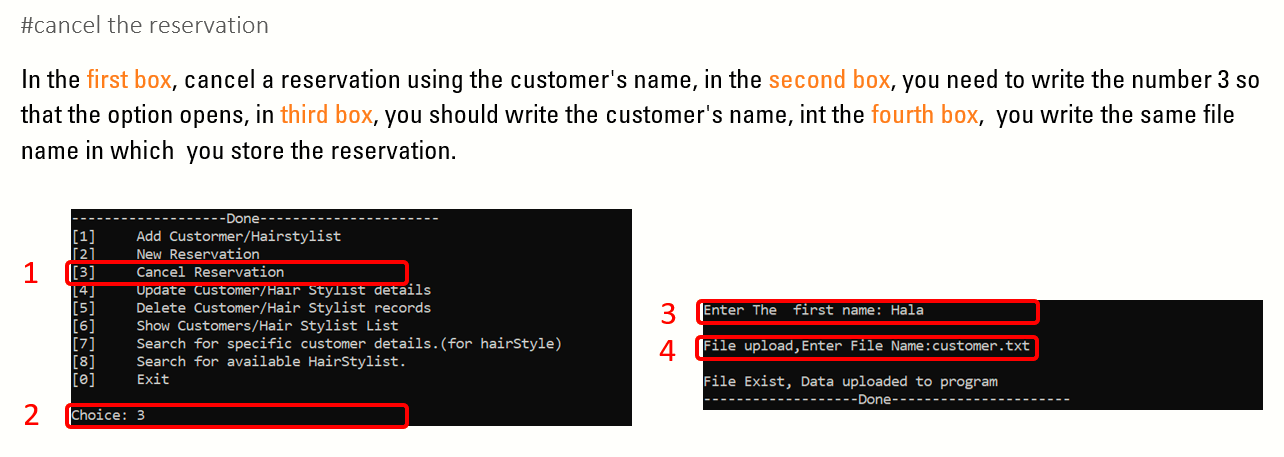 #cancel the reservation
In the first box, cancel a reservation using the customer's name, in the second box, you need to write the number 3 so
that the option opens, in third box, you should write the customer's name, int the fourth box,  you write the same file
name in which  you store the reservation.
-------------------Done----------------------
[1]     Add Custormer/Hairstylist
[2]     New Reservation
1 [3]     Cancel Reservation
[4]     Update Customer/Hair Stylist details
[5]     Delete Customer/Hair Stylist records
[6]     Show Customers/Hair Stylist List
[7]     Search for specific customer details.(for hairStyle)
[8]     Search for available HairStylist.
[0]     Exit
2 Choice: 3
3 Enter The  first name: Hala
4 File upload,Enter File Name:customer.txt
File Exist, Data uploaded to program
-------------------Done----------------------